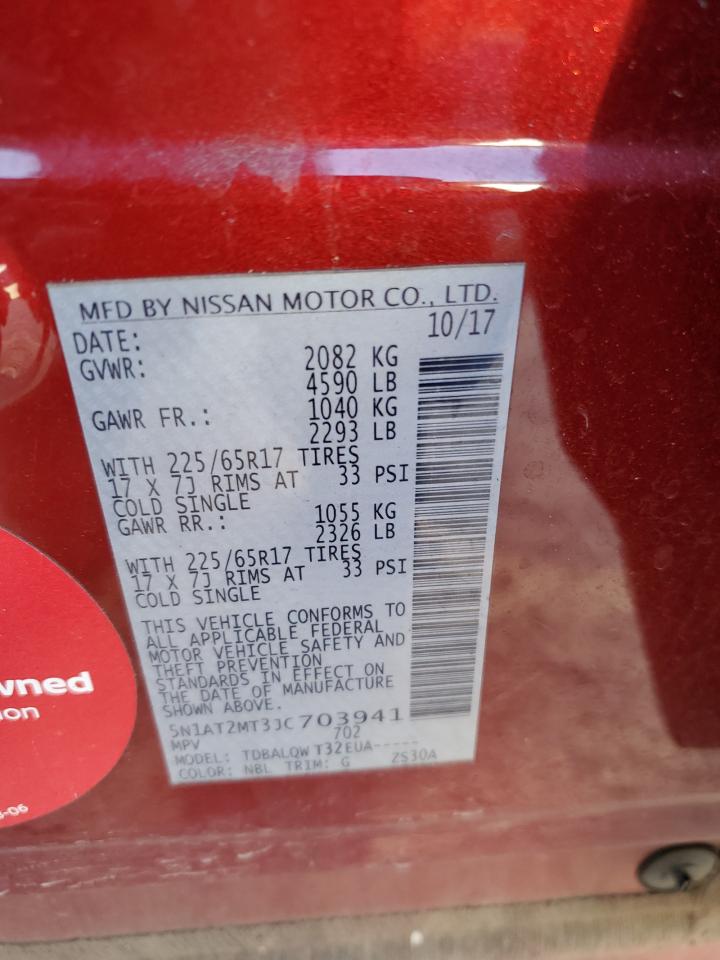 MFD BY NISSAN MOTOR CO., LTD.
DATE: 10/17
GVWR: 2082 KG
4590 LB
GAWR FR.: 1040 KG
2293 LB
WITH 225/65R17 TIRES
17 X 7J RIMS AT 33 PSI
COLD SINGLE
GAWR RR.: 1055 KG
2326 LB
WITH 225/65R17 TIRES
17 X 7J RIMS AT 33 PSI
COLD SINGLE
THIS VEHICLE CONFORMS TO
ALL APPLICABLE FEDERAL
MOTOR VEHICLE SAFETY AND
THEFT PREVENTION
STANDARDS IN EFFECT ON
THE DATE OF MANUFACTURE
SHOWN ABOVE.
5N1AT2MT3JC703941
MPV 702
MODEL: TDBALQW T32EUA-----
COLOR: NBL TRIM: G ZS30A
wned
on
-06